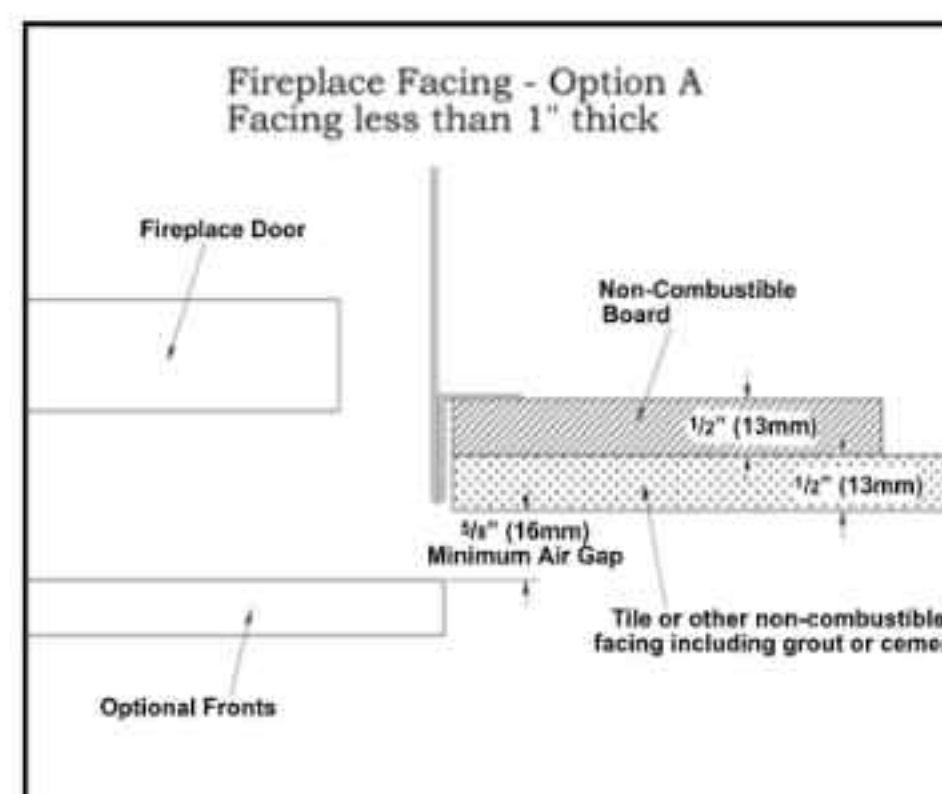 Fireplace Facing - Option A
Facing less than 1" thick
Fireplace Door
Non-Combustible
Board
1/2" (13mm)
1/2" (13mm)
5/8" (16mm)
Minimum Air Gap
Tile or other non-combustible
facing including grout or cemen
Optional Fronts